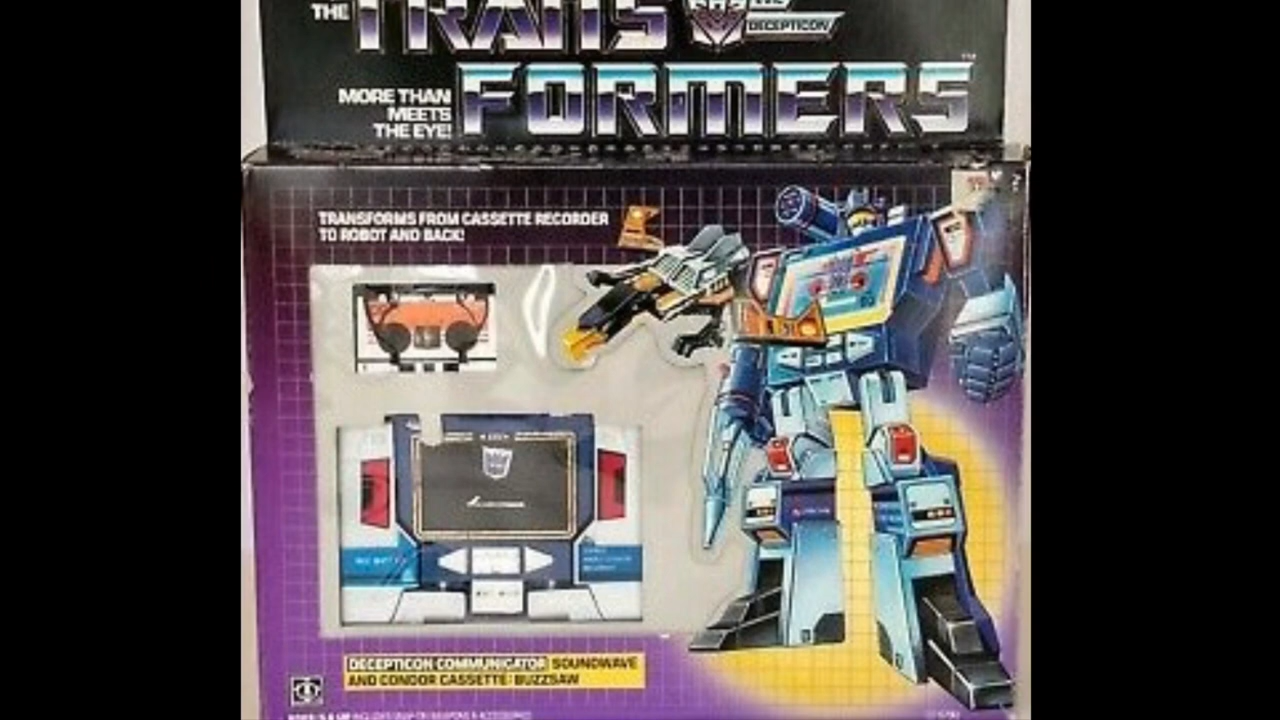 THE TRANS
DECEPTICON
MORE THAN
MEETS
THE EYE!
FORMERS
TRANSFORMS FROM CASSETTE RECORDER
TO ROBOT AND BACK!
DECEPTICON COMMUNICATOR: SOUNDWAVE
AND CONDOR CASSETTE: BUZZSAW